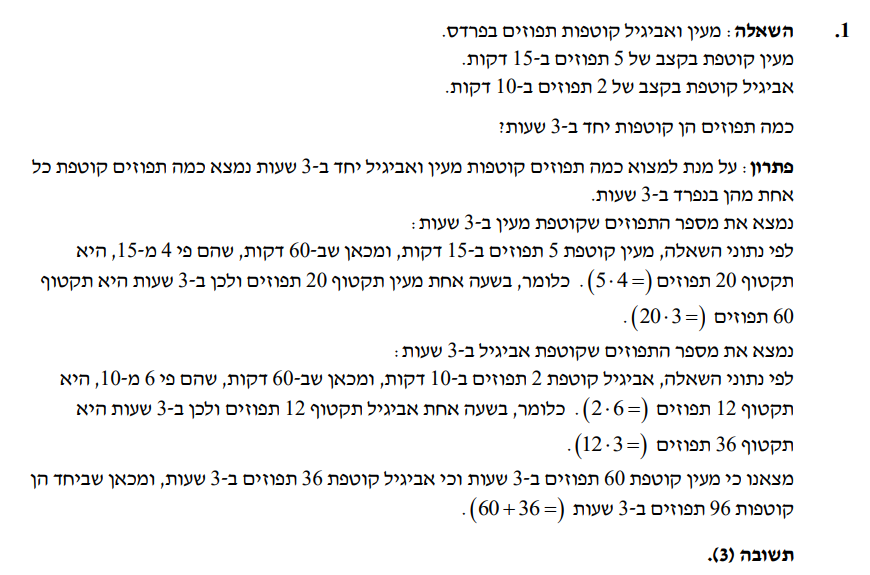 1. השאלה: מעין ואביגיל קוטפות תפוזים בפרדס.
מעין קוטפת בקצב של 5 תפוזים ב-15 דקות.
אביגיל קוטפת בקצב של 2 תפוזים ב-10 דקות.
כמה תפוזים הן קוטפות יחד ב-3 שעות?
פתרון: על מנת למצוא כמה תפוזים קוטפות מעין ואביגיל יחד ב-3 שעות נמצא כמה תפוזים קוטפת כל
אחת מהן בנפרד ב-3 שעות.
נמצא את מספר התפוזים שקוטפת מעין ב-3 שעות:
לפי נתוני השאלה, מעין קוטפת 5 תפוזים ב-15 דקות, ומכאן שב-60 דקות, שהם פי 4 מ-15, היא
תקטוף 20 תפוזים (5·4=). כלומר, בשעה אחת מעין תקטוף 20 תפוזים ולכן ב-3 שעות היא תקטוף
60 תפוזים (20·3=).
נמצא את מספר התפוזים שקוטפת אביגיל ב-3 שעות:
לפי נתוני השאלה, אביגיל קוטפת 2 תפוזים ב-10 דקות, ומכאן שב-60 דקות, שהם פי 6 מ-10, היא
תקטוף 12 תפוזים (2·6=). כלומר, בשעה אחת אביגיל תקטוף 12 תפוזים ולכן ב-3 שעות היא
תקטוף 36 תפוזים (12·3=).
מצאנו כי מעין קוטפת 60 תפוזים ב-3 שעות וכי אביגיל קוטפת 36 תפוזים ב-3 שעות, ומכאן שביחד הן
קוטפות 96 תפוזים ב-3 שעות (60+36=).
תשובה (3).